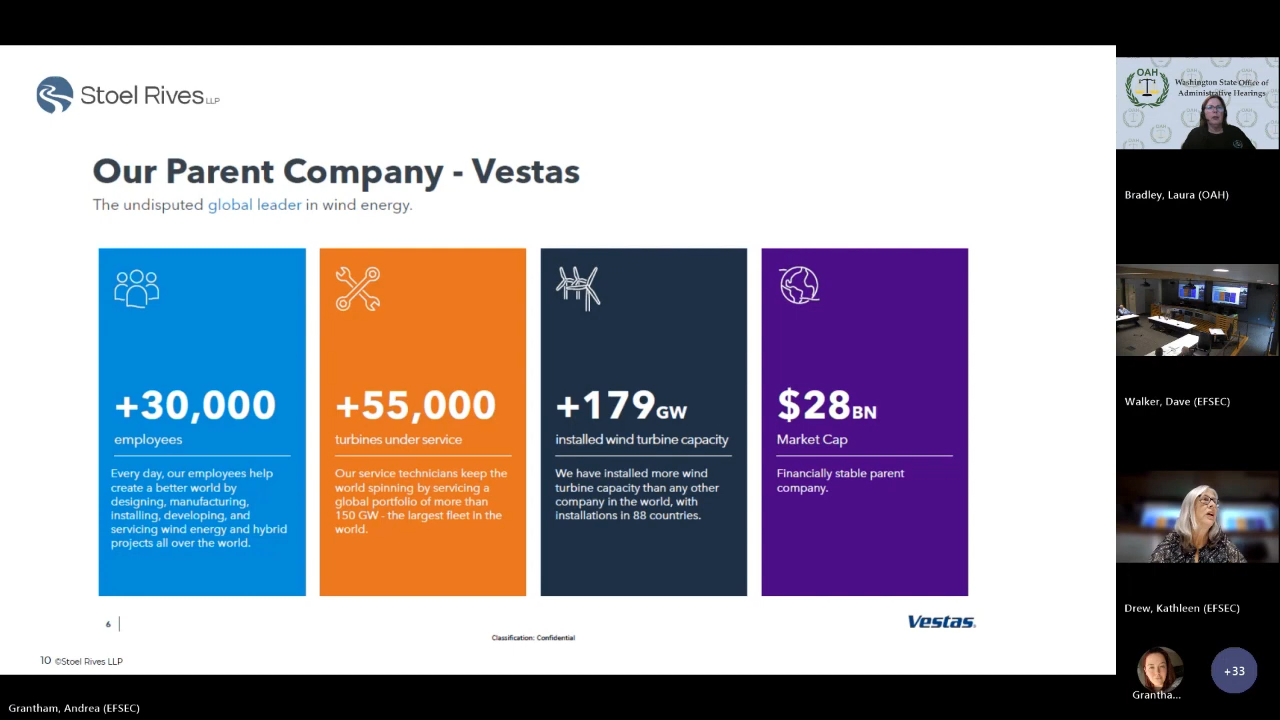 Stoel Rives LLP
Our Parent Company - Vestas
The undisputed global leader in wind energy.
+30,000
employees
Every day, our employees help
create a better world by
designing, manufacturing,
installing, developing, and
servicing wind energy and hybrid
projects all over the world.
+55,000
turbines under service
Our service technicians keep the
world spinning by servicing a
global portfolio of more than
150 GW - the largest fleet in the
world.
+179GW
installed wind turbine capacity
We have installed more wind
turbine capacity than any other
company in the world, with
installations in 88 countries.
$28BN
Market Cap
Financially stable parent
company.
6
Vestas.
Classification: Confidential
10 ©Stoel Rives LLP
Grantham, Andrea (EFSEC)
OAH
Washington State Office of
Administrative Hearings
Bradley, Laura (OAH)
Walker, Dave (EFSEC)
Drew, Kathleen (EFSEC)
Grantha...
+33